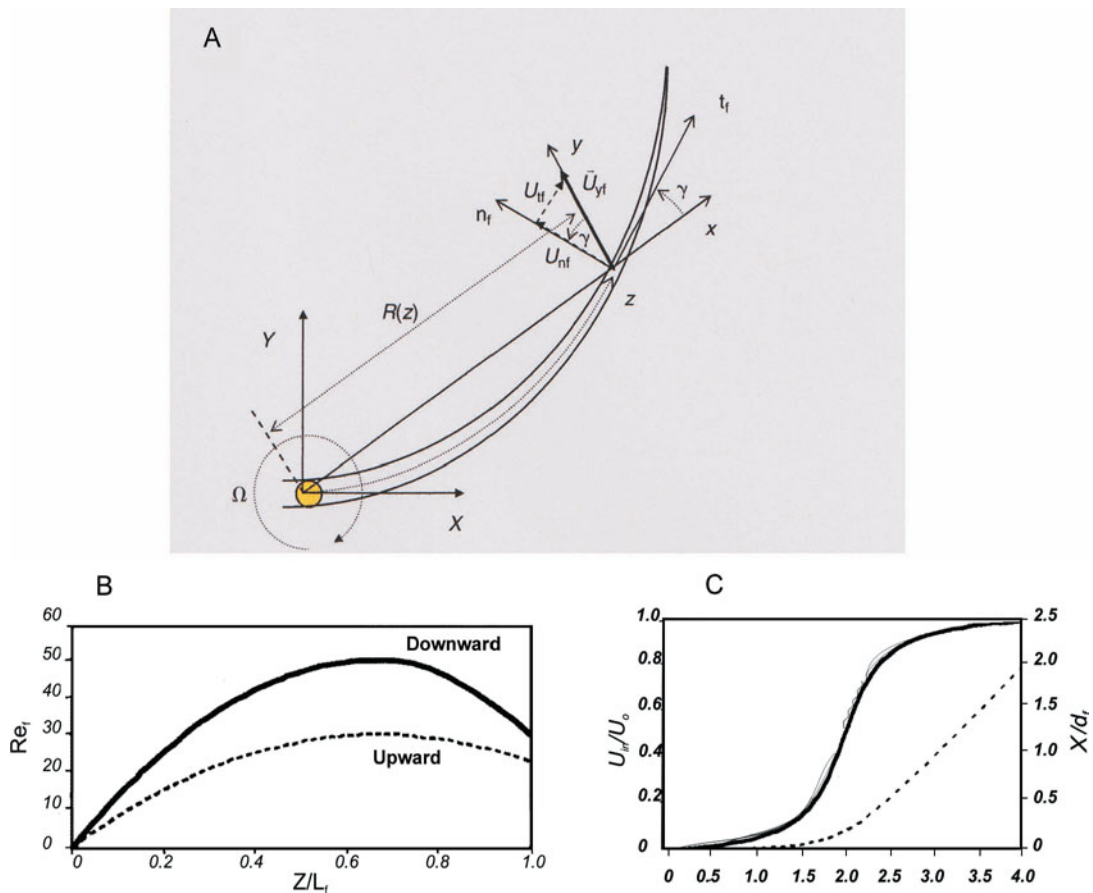 A
t_f
y
Ū_yf
U_tf
n_f
γ
γ
x
U_nf
z
R(z)
Y
Ω
X
B
60
50
40
30
20
10
0
Re_f
Downward
Upward
0
0.2
0.4
0.6
0.8
1.0
Z/L_f
C
1.0
0.8
0.6
0.4
0.2
0
2.5
2.0
1.5
1.0
0.5
0
X/d_f
0
0.5
1.0
1.5
2.0
2.5
3.0
3.5
4.0